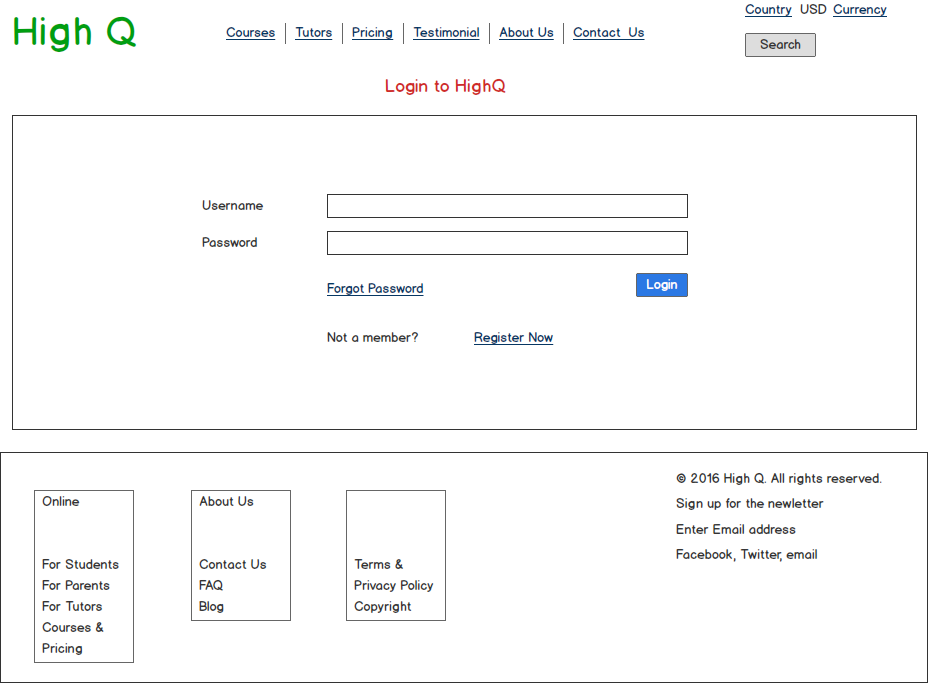 High Q
Country USD Currency
Courses Tutors Pricing Testimonial About Us Contact Us
Search
Login to HighQ
Username
Password
Forgot Password Login
Not a member? Register Now
Online
For Students
For Parents
For Tutors
Courses &
Pricing
About Us
Contact Us
FAQ
Blog
Terms &
Privacy Policy
Copyright
© 2016 High Q. All rights reserved.
Sign up for the newletter
Enter Email address
Facebook, Twitter, email